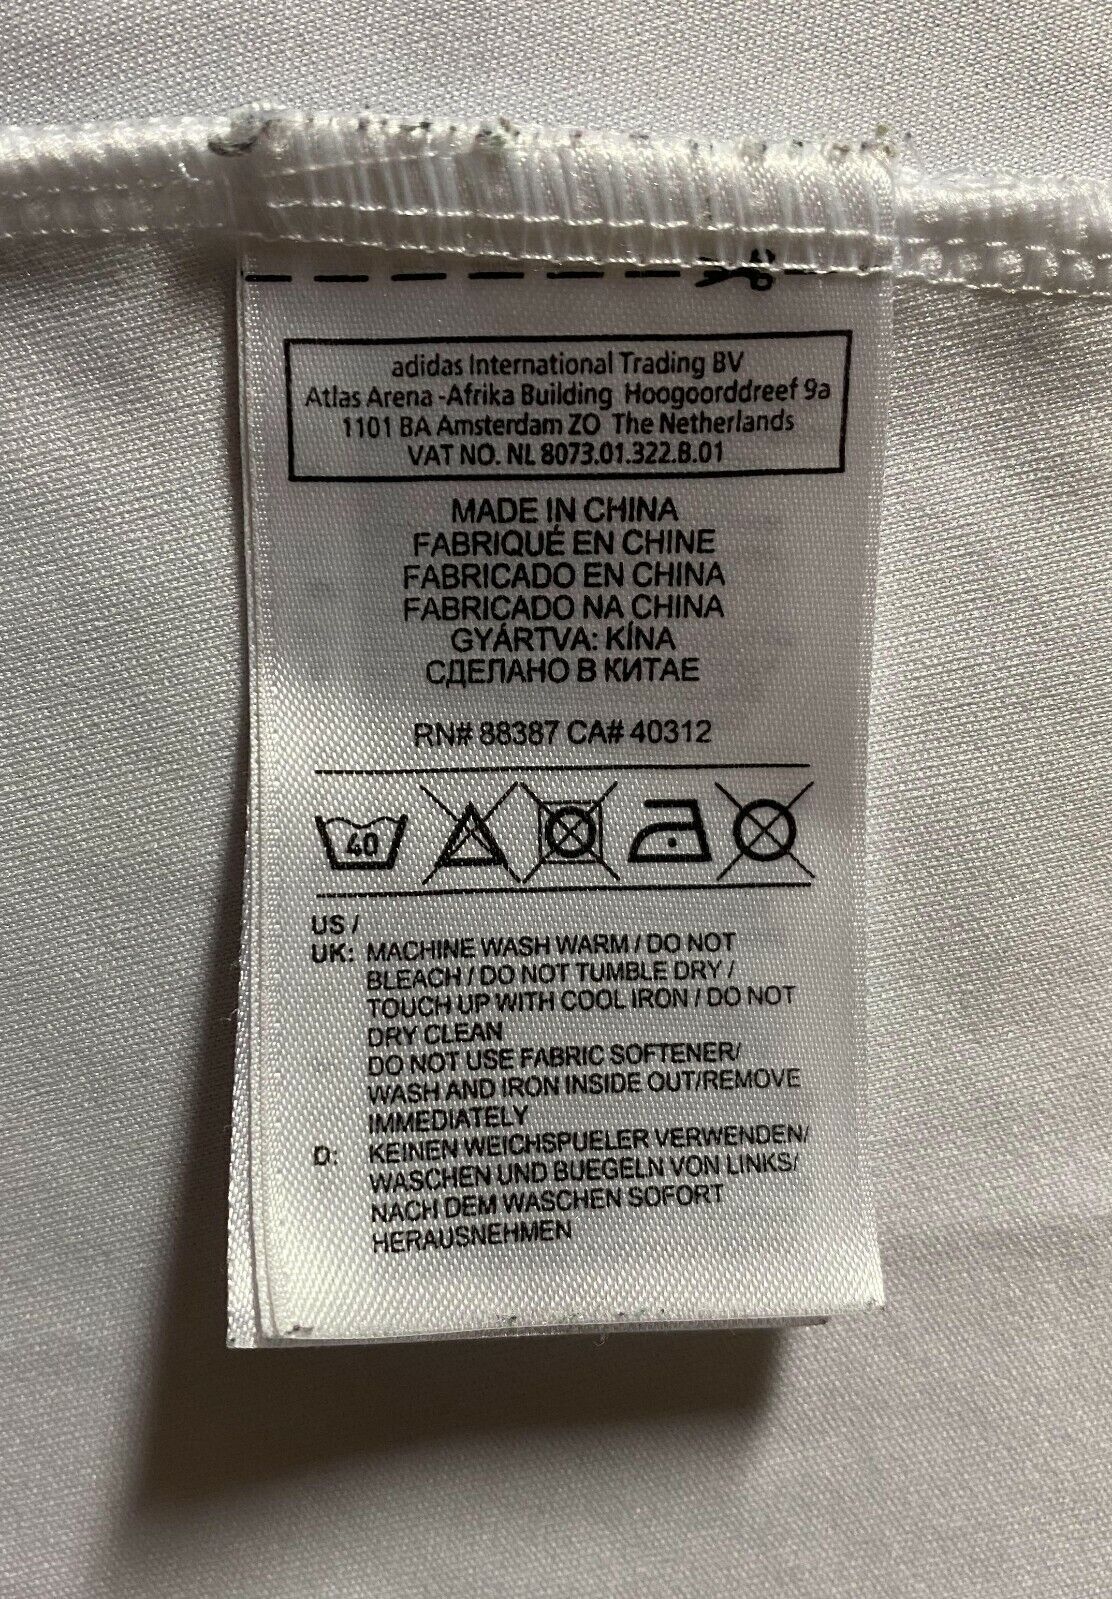 adidas International Trading BV
Atlas Arena -Afrika Building Hoogoorddreef 9a
1101 BA Amsterdam ZO The Netherlands
VAT NO. NL 8073.01.322.B.01
MADE IN CHINA
FABRIQUÉ EN CHINE
FABRICADO EN CHINA
FABRICADO NA CHINA
GYÁRTVA: KÍNA
СДЕЛАНО В КИТАЕ
RN# 88387 CA# 40312
40
US /
UK: MACHINE WASH WARM / DO NOT
BLEACH / DO NOT TUMBLE DRY /
TOUCH UP WITH COOL IRON / DO NOT
DRY CLEAN
DO NOT USE FABRIC SOFTENER/
WASH AND IRON INSIDE OUT/REMOVE
IMMEDIATELY
D: KEINEN WEICHSPUELER VERWENDEN/
WASCHEN UND BUEGELN VON LINKS/
NACH DEM WASCHEN SOFORT
HERAUSNEHMEN